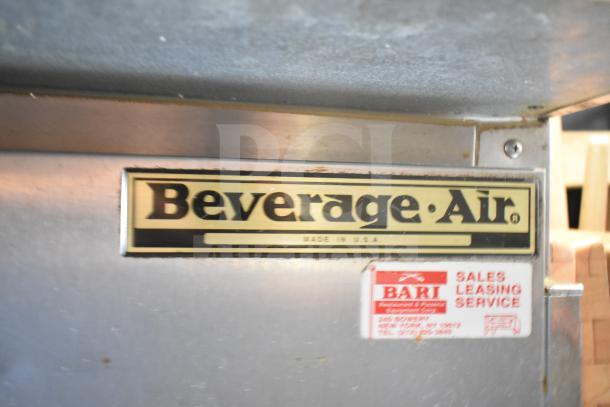 Beverage·Air®
MADE IN U.S.A.
BARI
Restaurant & Pizzeria
Equipment Corp.
240 BOWERY
NEW YORK, NY 10012
SALES
LEASING
SERVICE